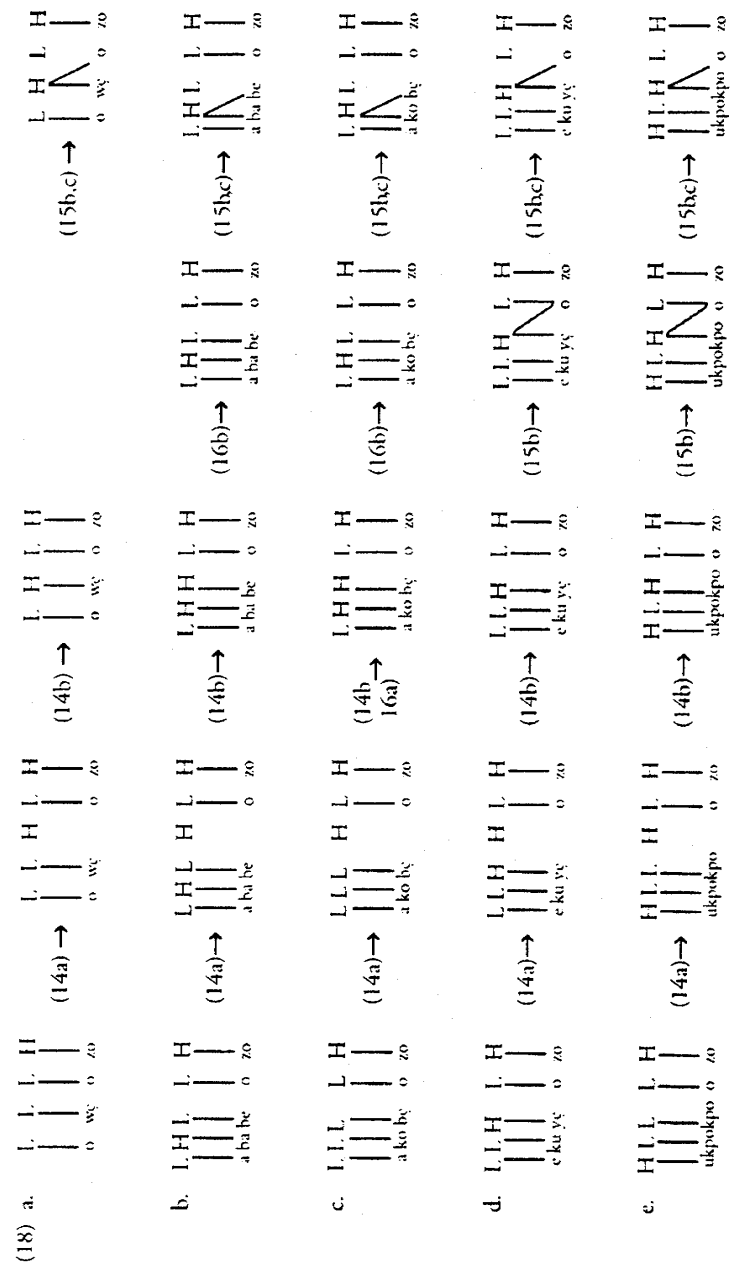 L L L H L L H L H L H L H L H L H
(18) a. (14a) → (14b) → (15b,c) →
o wẹ o zo o wẹ o zo o wẹ o zo o wẹ o zo
L H L L H L H L H L H L H H L H L H L L H L H L L H
b. (14a) → (14b) → (16b) → (15b,c) →
a ba be o zo a ba be o zo a ba be o zo a ba be o zo a ba be o zo
L L L L H L L L H L H L H H L H L H L L H L H L L H
c. (14a) → (14b → (16b) → (15b,c) →
16a)
a ko bẹ o zo a ko bẹ o zo a ko bẹ o zo a ko bẹ o zo a ko bẹ o zo
L L H L H L L H H L H L L H L H L L H L H L L H L H
d. (14a) → (14b) → (15b) → (15b,c) →
e ku yẹ o zo e ku yẹ o zo e ku yẹ o zo e ku yẹ o zo e ku yẹ o zo
H L L L H H L L H L H H L H L H H L H L H H L H L H
e. (14a) → (14b) → (15b) → (15b,c) →
ukpokpo o zo ukpokpo o zo ukpokpo o zo ukpokpo o zo ukpokpo o zo